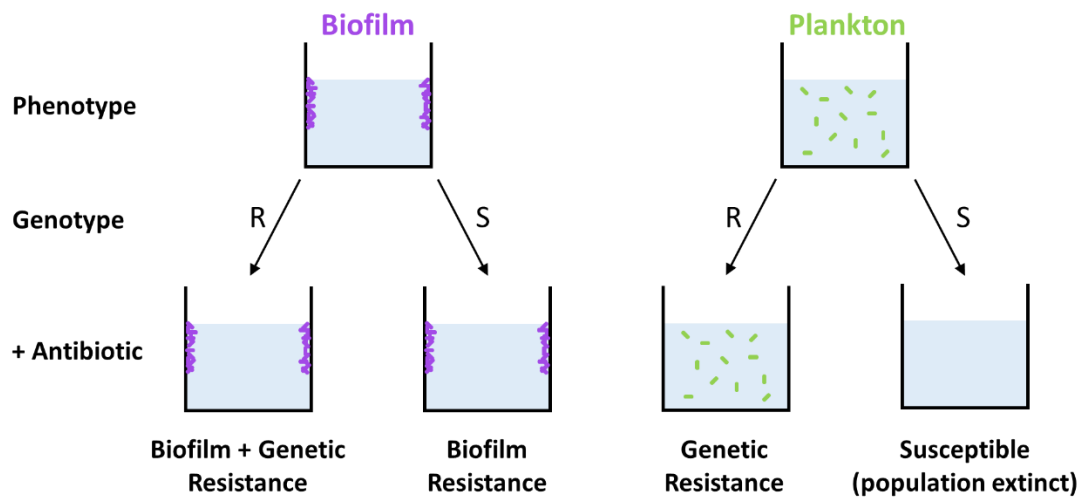 Biofilm
Plankton
Phenotype
Genotype
R
S
R
S
+ Antibiotic
Biofilm + Genetic
Resistance
Biofilm
Resistance
Genetic
Resistance
Susceptible
(population extinct)